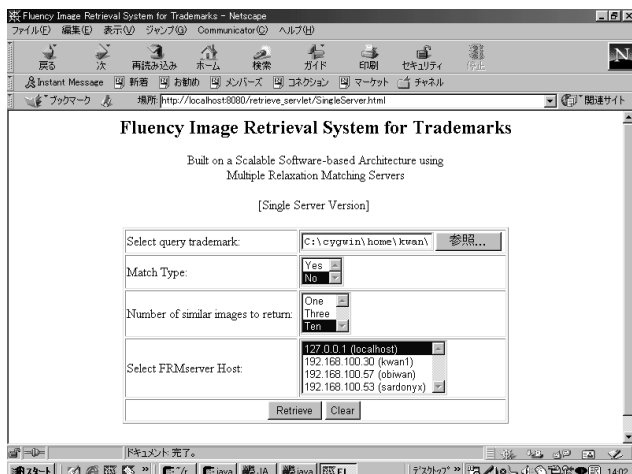 Fluency Image Retrieval System for Trademarks - Netscape
ファイル(F) 編集(E) 表示(V) ジャンプ(G) Communicator(C) ヘルプ(H)
戻る 次 再読み込み ホーム 検索 ガイド 印刷 セキュリティ 停止 N
Instant Message 新着 お勧め メンバーズ コネクション マーケット チャネル
ブックマーク 場所: http://localhost:8080/retrieve_servlet/SingleServer.html 関連サイト
Fluency Image Retrieval System for Trademarks
Built on a Scalable Software-based Architecture using
Multiple Relaxation Matching Servers
[Single Server Version]
Select query trademark: C:\cygwin\home\kwan\ 参照...
Match Type: Yes
No
Number of similar images to return: One
Three
Ten
Select FRMserver Host: 127.0.0.1 (localhost)
192.168.100.30 (kwan1)
192.168.100.57 (obiwan)
192.168.100.53 (sardonyx)
Retrieve Clear
ドキュメント: 完了。
スタート java JA java FL デスクトップ 14:02